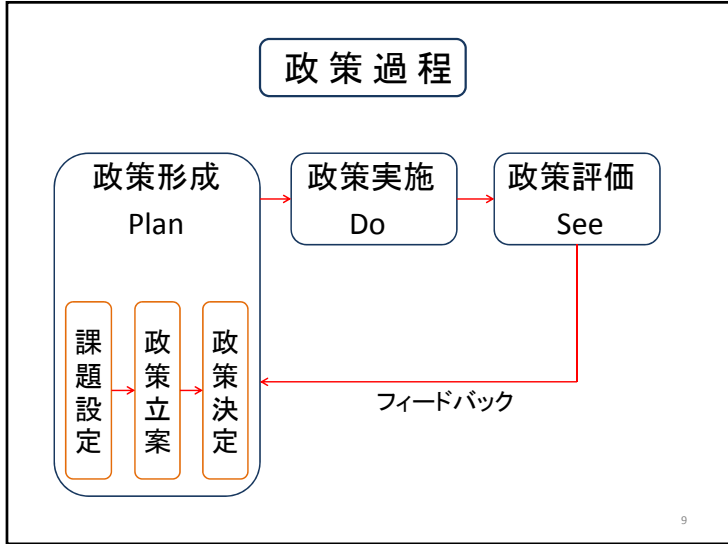 政策過程
政策形成
Plan
政策実施
Do
政策評価
See
課題設定
政策立案
政策決定
フィードバック
9